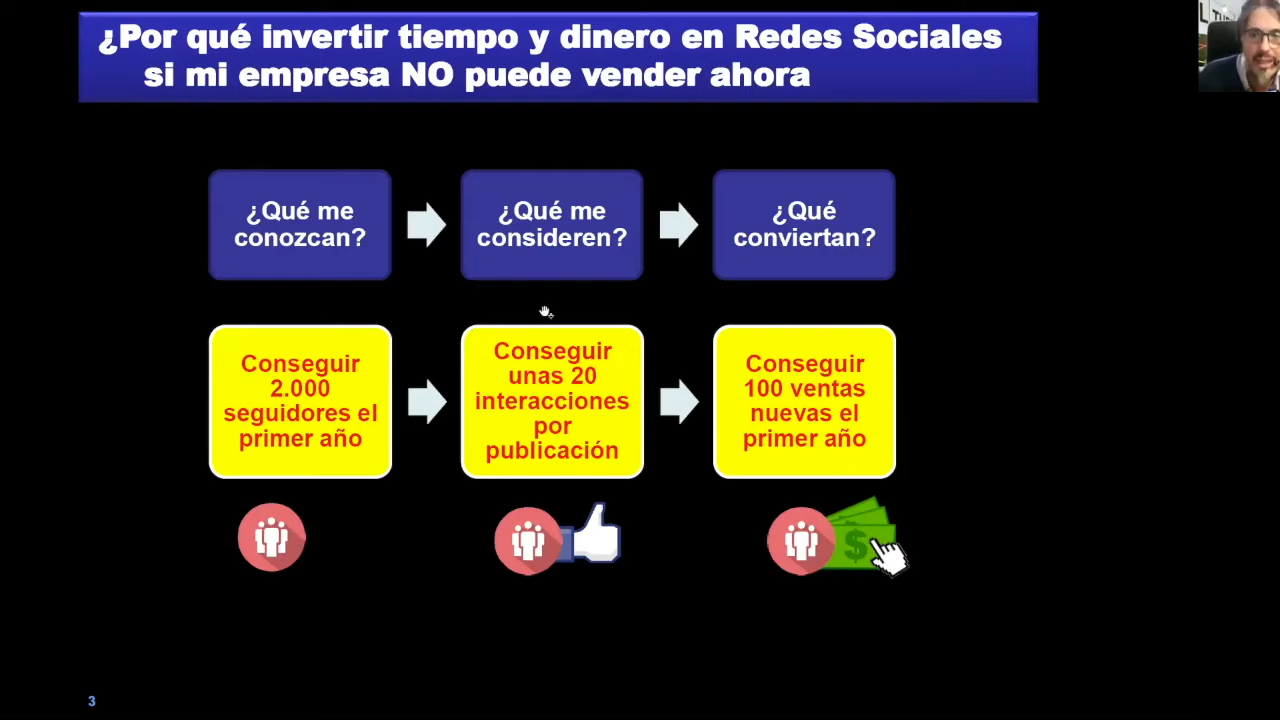 ¿Por qué invertir tiempo y dinero en Redes Sociales
si mi empresa NO puede vender ahora
¿Qué me
conozcan?
¿Qué me
consideren?
¿Qué
conviertan?
Conseguir
2.000
seguidores el
primer año
Conseguir
unas 20
interacciones
por
publicación
Conseguir
100 ventas
nuevas el
primer año
$
3